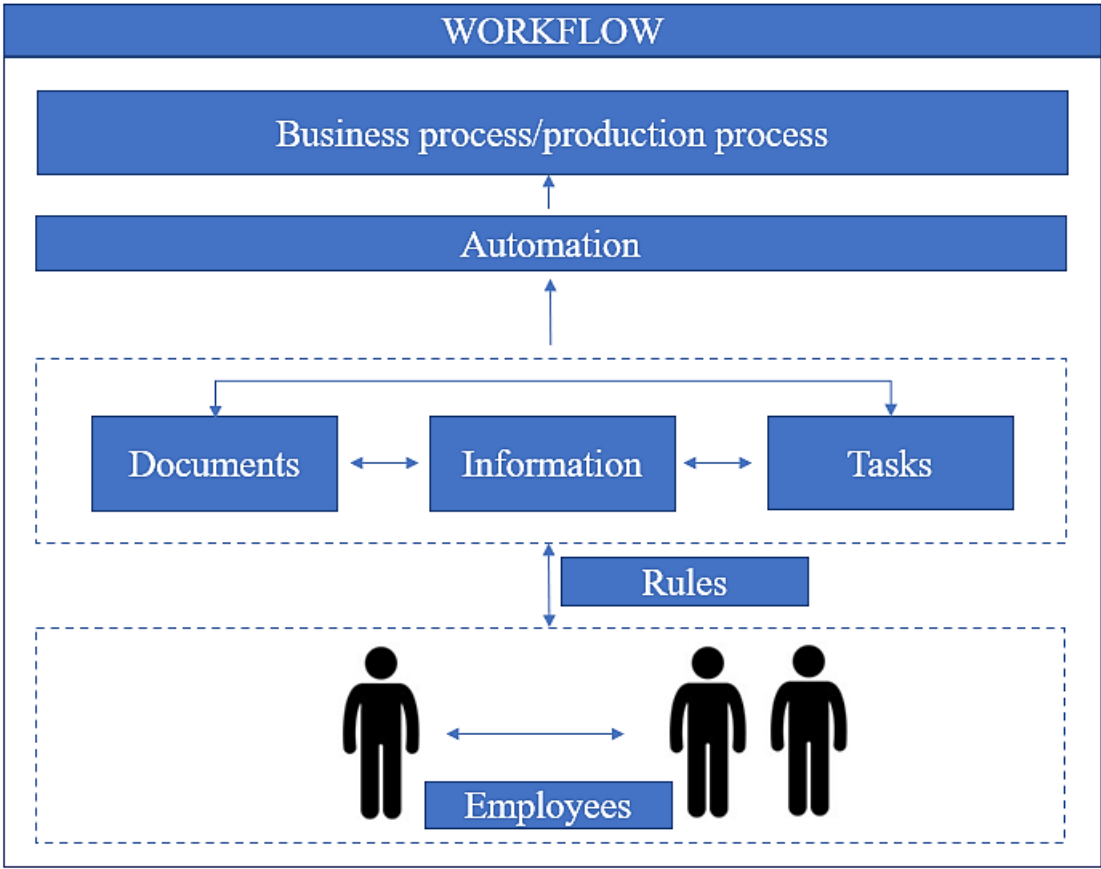 WORKFLOW
Business process/production process
Automation
Documents
Information
Tasks
Rules
Employees